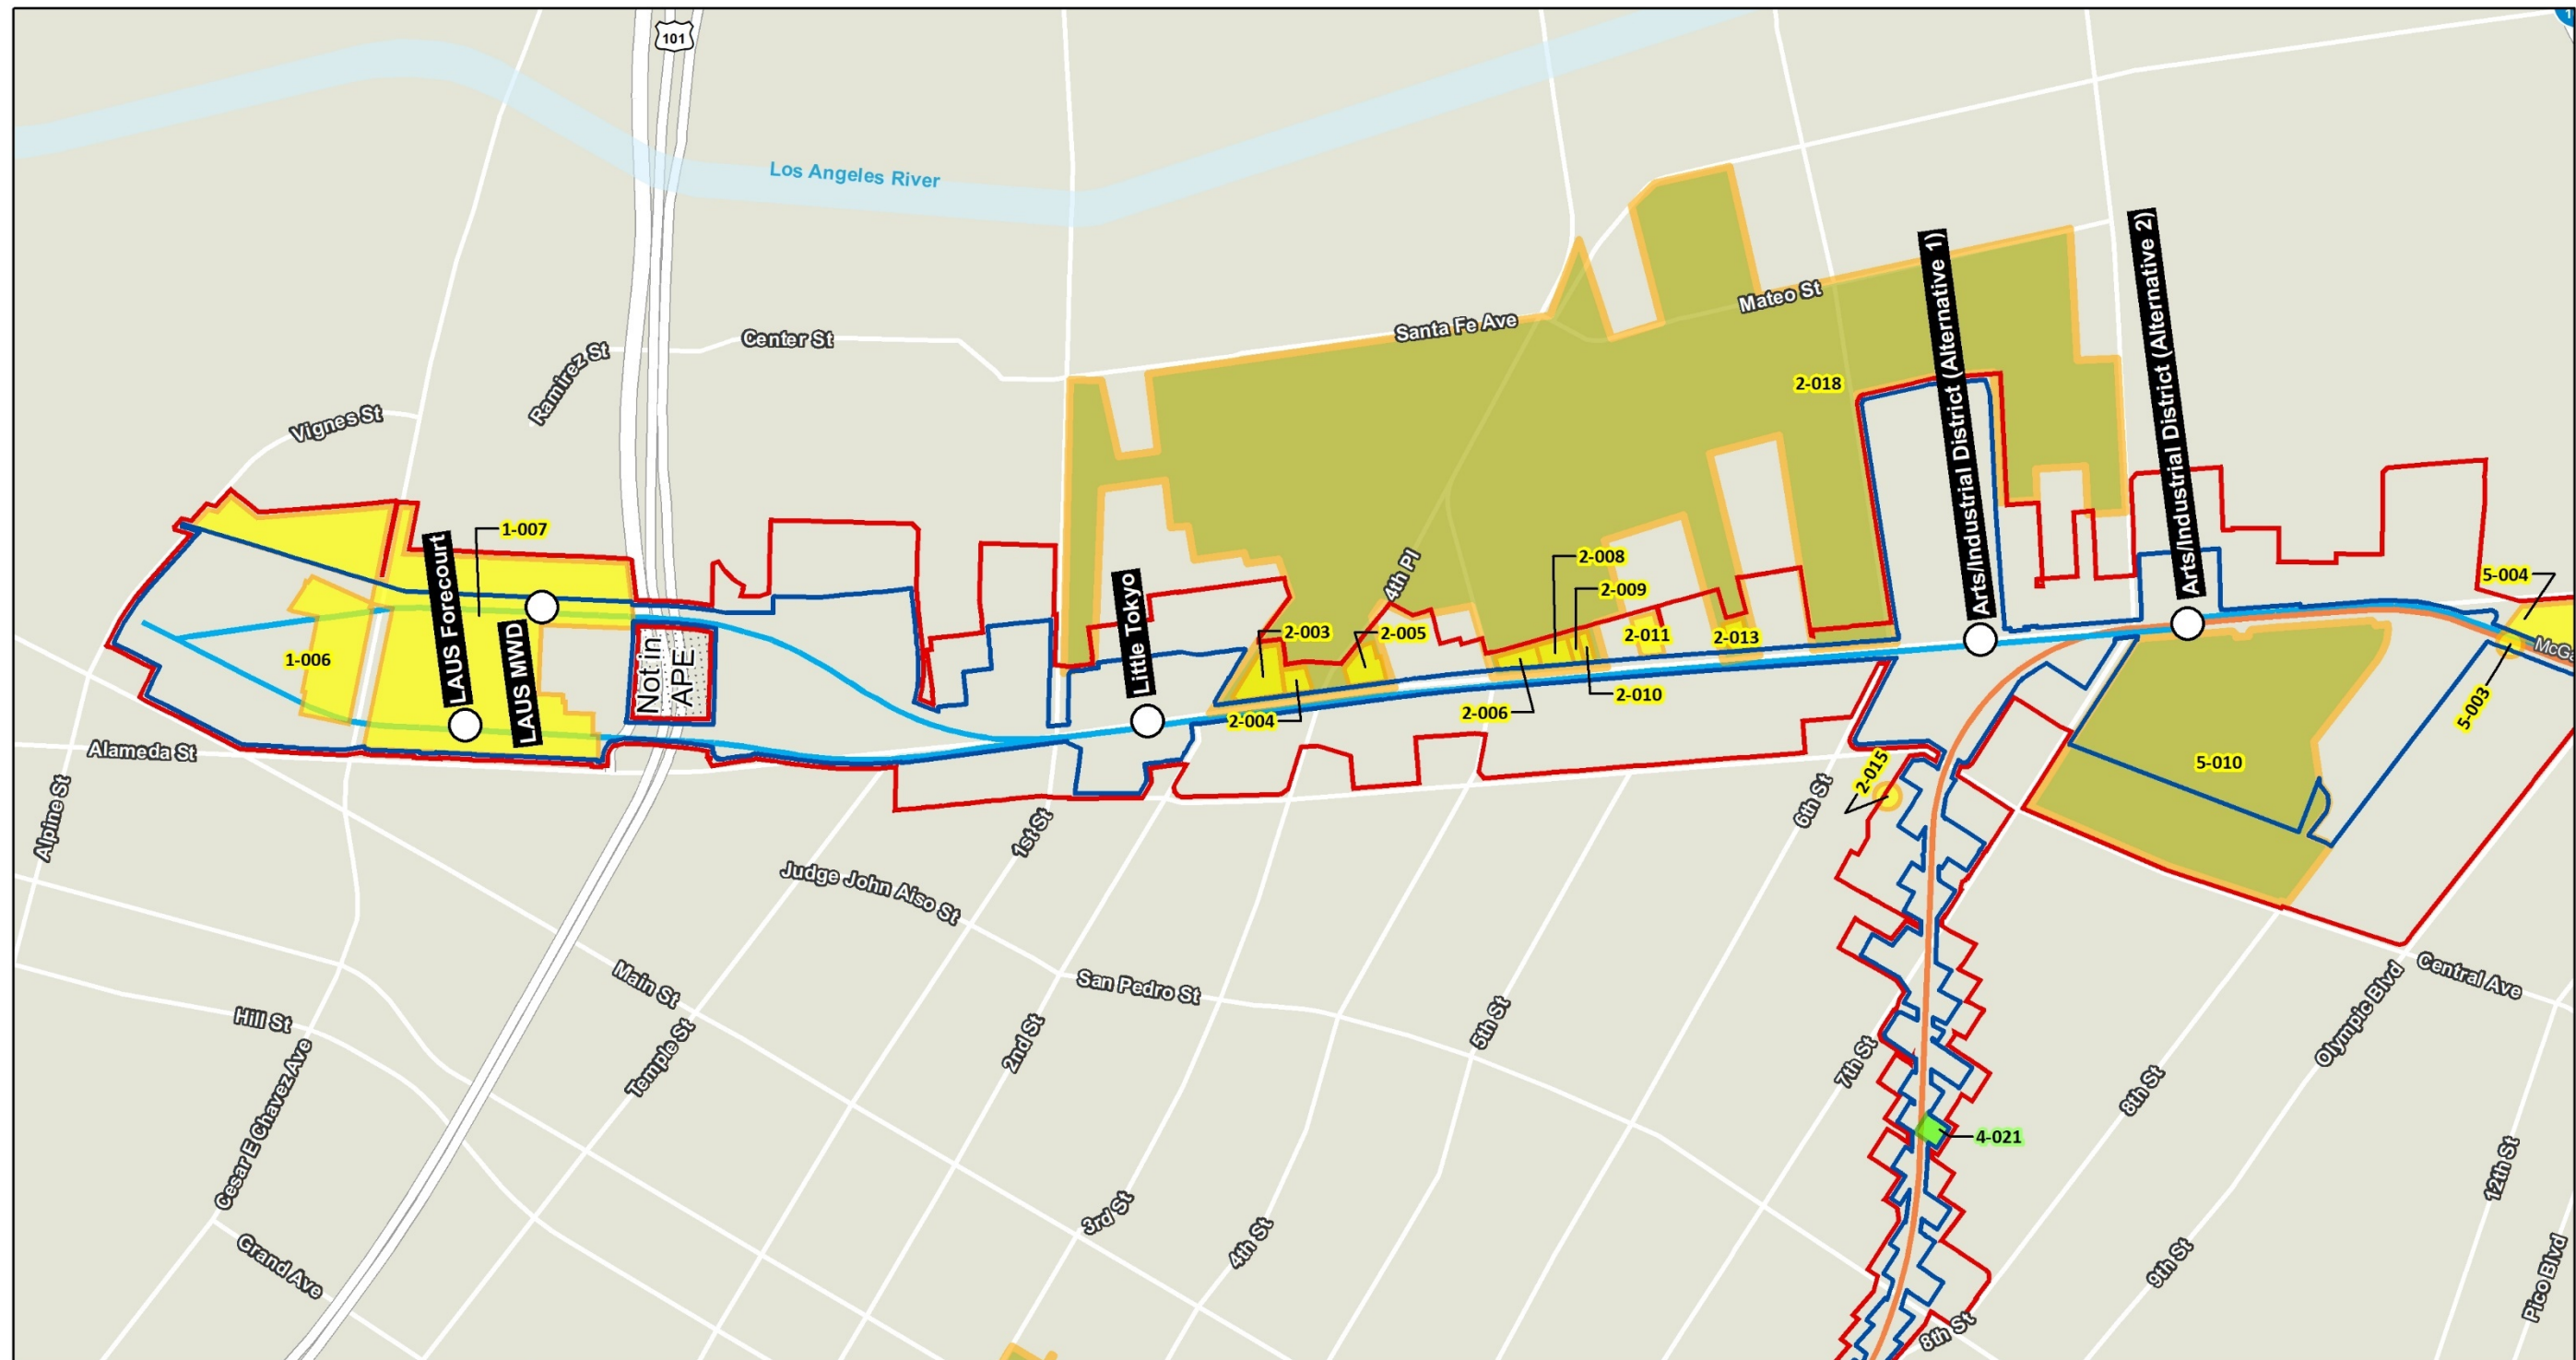 101
1
Los Angeles River
Vignes St
Ramirez St
Center St
Santa Fe Ave
Mateo St
2-018
Arts/Industrial District (Alternative 1)
Arts/Industrial District (Alternative 2)
1-007
LAUS Forecourt
LAUS MWD
1-006
Not in
APE
Little Tokyo
4th Pl
2-003
2-004
2-005
2-006
2-008
2-009
2-010
2-011
2-013
5-004
5-003
5-010
2-015
Alameda St
Alpine St
1st St
6th St
Judge John Aiso St
San Pedro St
Main St
Temple St
2nd St
5th St
7th St
8th St
Olympic Blvd
Central Ave
Hill St
Cesar E Chavez Ave
Grand Ave
3rd St
4th St
4-021
9th St
12th St
Pico Blvd
8th St